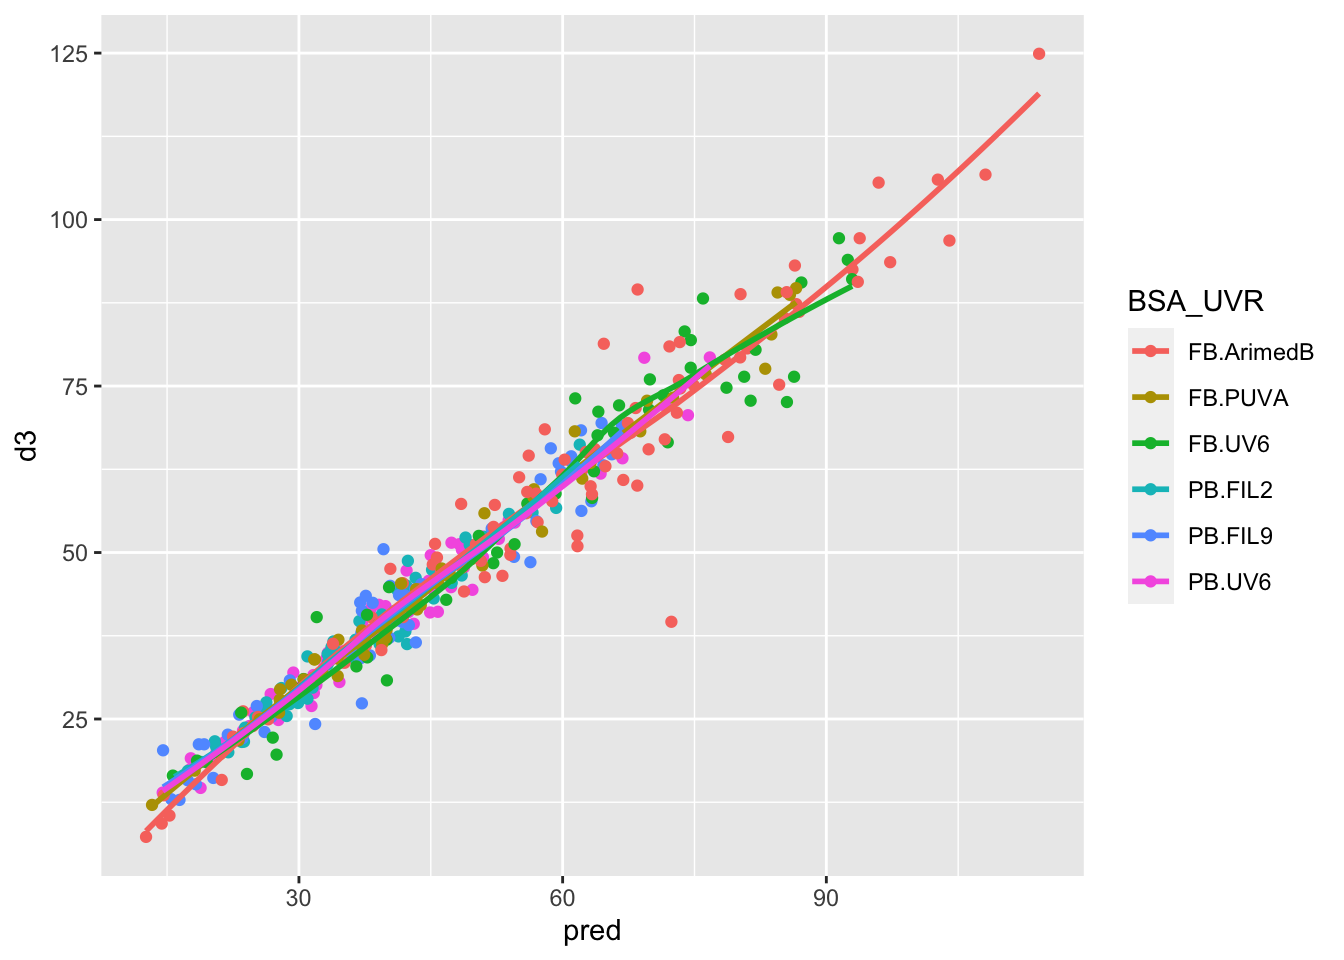 125
100
75
50
25
d3
30
60
90
pred
BSA_UVR
FB.ArimedB
FB.PUVA
FB.UV6
PB.FIL2
PB.FIL9
PB.UV6